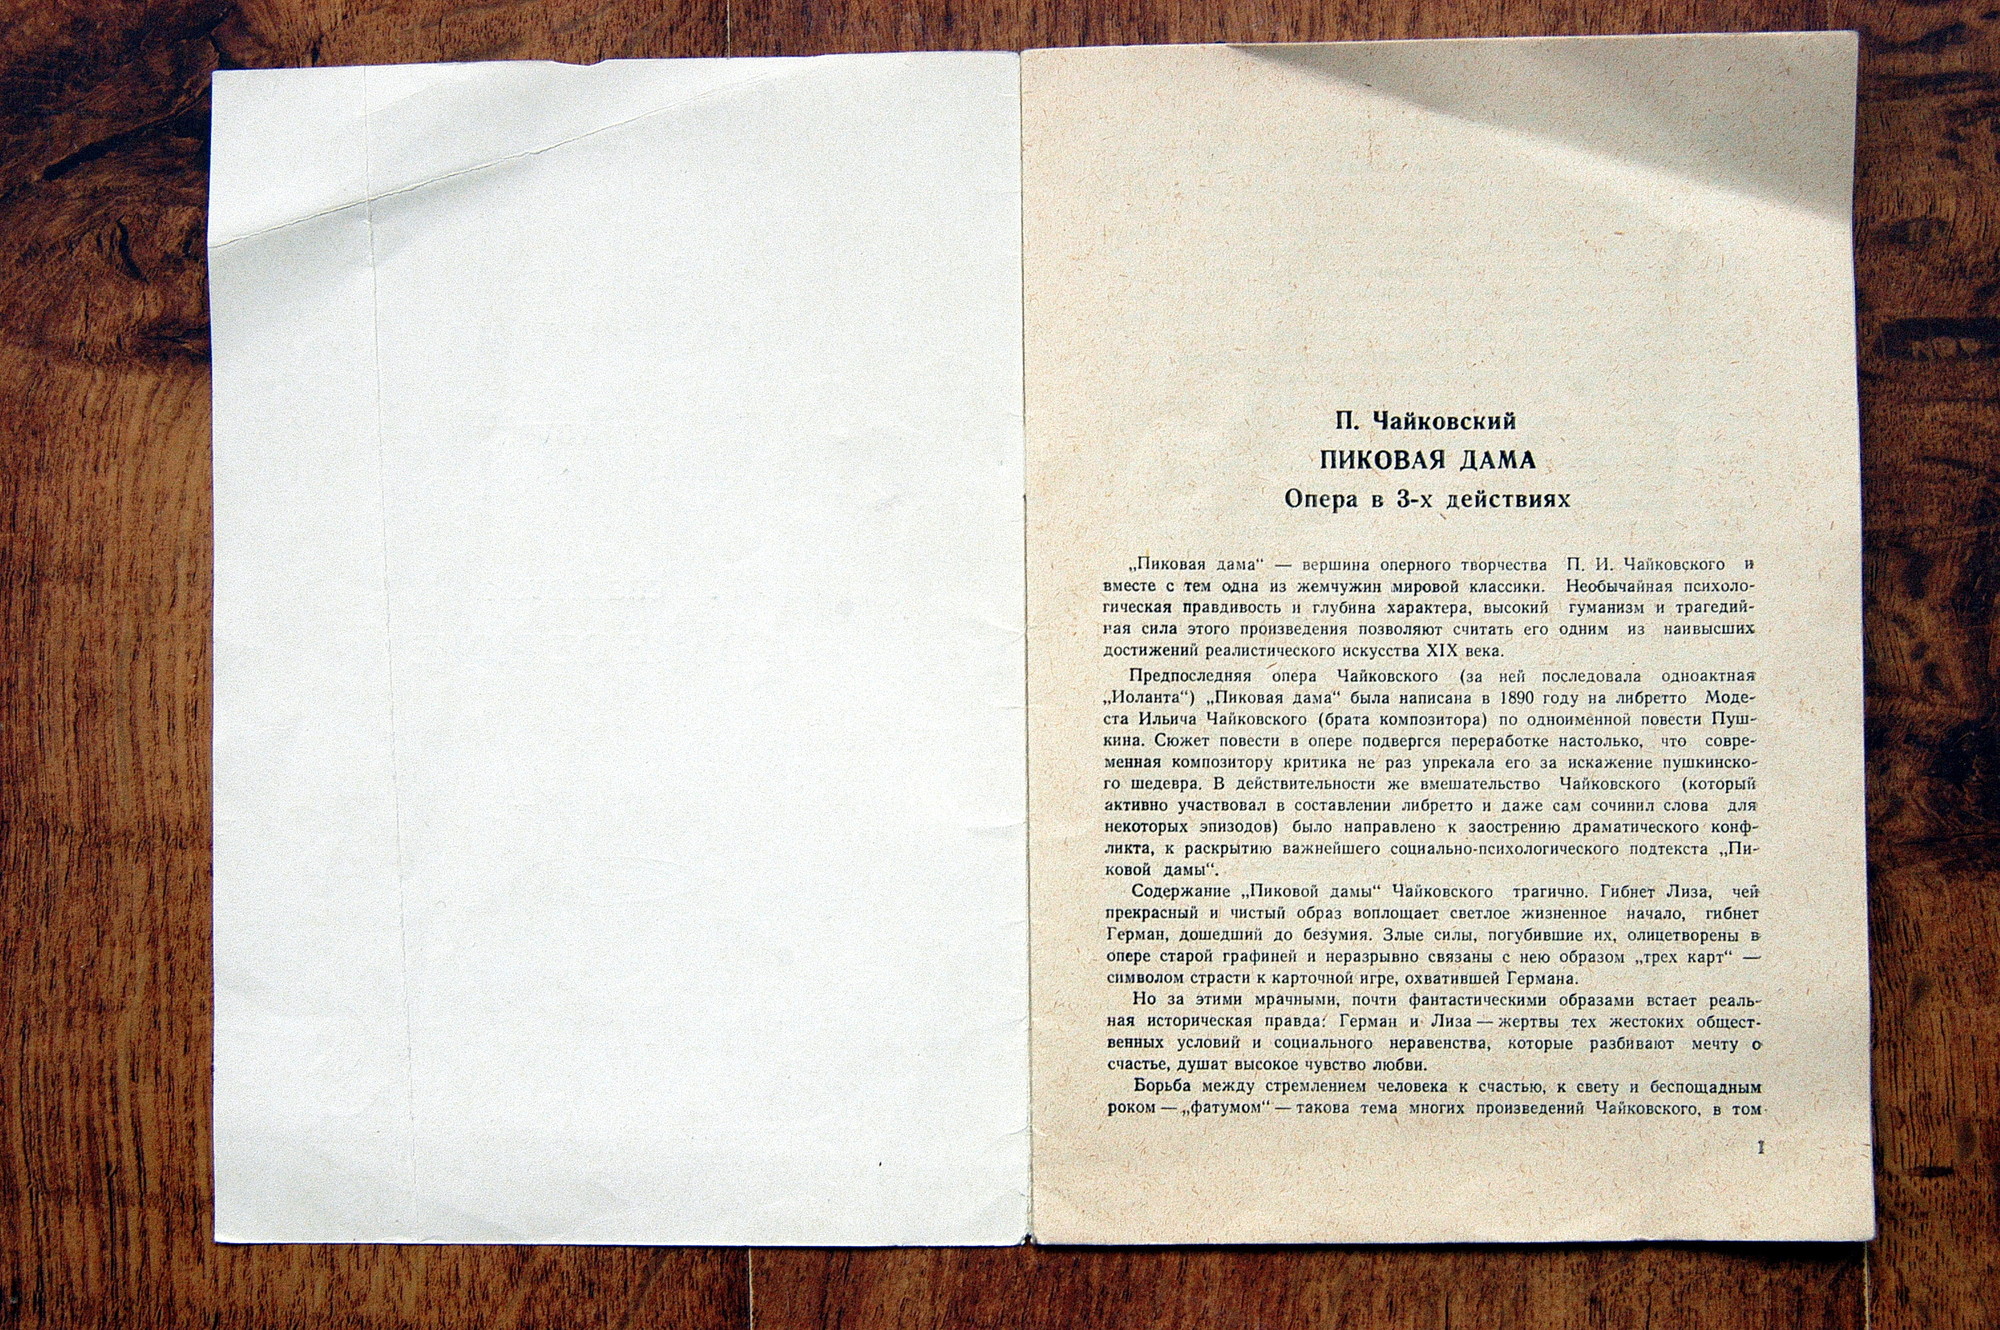 П. Чайковский
ПИКОВАЯ ДАМА
Опера в 3-х действиях
„Пиковая дама“ — вершина оперного творчества П. И. Чайковского и
вместе с тем одна из жемчужин мировой классики. Необычайная психоло-
гическая правдивость и глубина характера, высокий гуманизм и трагедий-
ная сила этого произведения позволяют считать его одним из наивысших
достижений реалистического искусства XIX века.
Предпоследняя опера Чайковского (за ней последовала одноактная
„Иоланта“) „Пиковая дама“ была написана в 1890 году на либретто Моде-
ста Ильича Чайковского (брата композитора) по одноименной повести Пуш-
кина. Сюжет повести в опере подвергся переработке настолько, что совре-
менная композитору критика не раз упрекала его за искажение пушкинско-
го шедевра. В действительности же вмешательство Чайковского (который
активно участвовал в составлении либретто и даже сам сочинил слова для
некоторых эпизодов) было направлено к заострению драматического конф-
ликта, к раскрытию важнейшего социально-психологического подтекста „Пи-
ковой дамы“.
Содержание „Пиковой дамы“ Чайковского трагично. Гибнет Лиза, чей
прекрасный и чистый образ воплощает светлое жизненное начало, гибнет
Герман, дошедший до безумия. Злые силы, погубившие их, олицетворены в
опере старой графиней и неразрывно связаны с нею образом „трех карт“ —
символом страсти к карточной игре, охватившей Германа.
Но за этими мрачными, почти фантастическими образами встает реаль-
ная историческая правда: Герман и Лиза — жертвы тех жестоких общест-
венных условий и социального неравенства, которые разбивают мечту о
счастье, душат высокое чувство любви.
Борьба между стремлением человека к счастью, к свету и беспощадным
роком — „фатумом“ — такова тема многих произведений Чайковского, в том
1